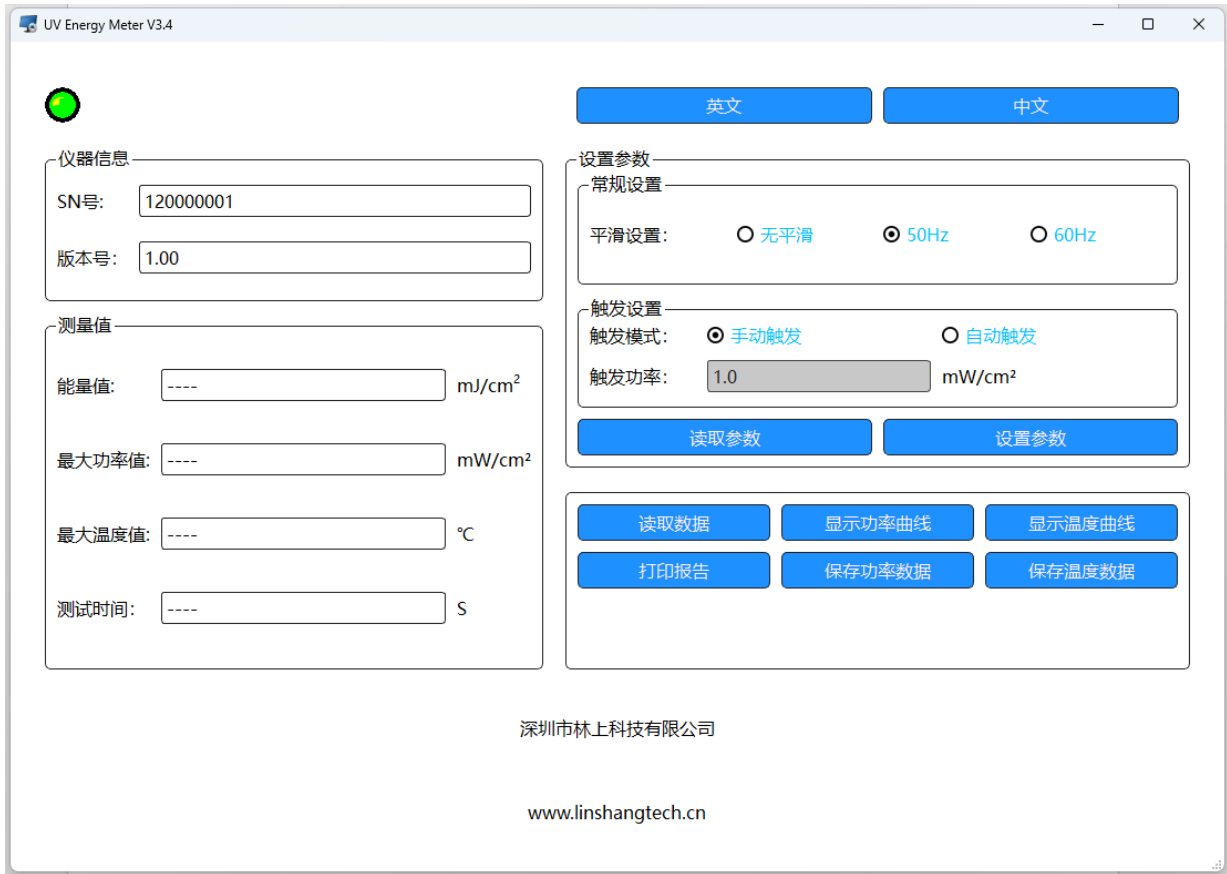 UV Energy Meter V3.4
英文 中文
仪器信息
SN号: 120000001
版本号: 1.00
测量值
能量值: ---- mJ/cm²
最大功率值: ---- mW/cm²
最大温度值: ---- ℃
测试时间: ---- S
设置参数
常规设置
平滑设置: 无平滑 50Hz 60Hz
触发设置
触发模式: 手动触发 自动触发
触发功率: 1.0 mW/cm²
读取参数 设置参数
读取数据 显示功率曲线 显示温度曲线
打印报告 保存功率数据 保存温度数据
深圳市林上科技有限公司
www.linshangtech.cn